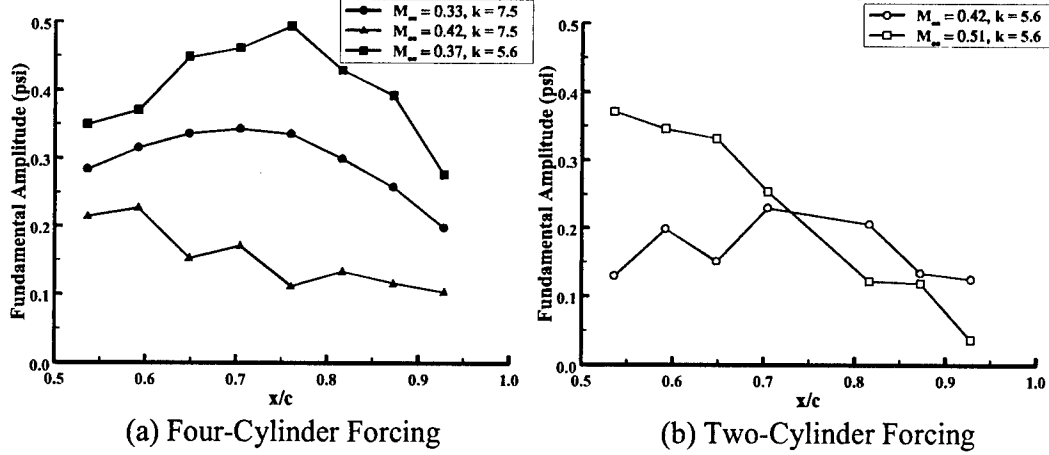 M∞ = 0.33, k = 7.5
M∞ = 0.42, k = 7.5
M∞ = 0.37, k = 5.6
Fundamental Amplitude (psi)
0.5
0.4
0.3
0.2
0.1
0.0
0.5 0.6 0.7 0.8 0.9 1.0
x/c
(a) Four-Cylinder Forcing
M∞ = 0.42, k = 5.6
M∞ = 0.51, k = 5.6
Fundamental Amplitude (psi)
0.5
0.4
0.3
0.2
0.1
0.0
0.5 0.6 0.7 0.8 0.9 1.0
x/c
(b) Two-Cylinder Forcing